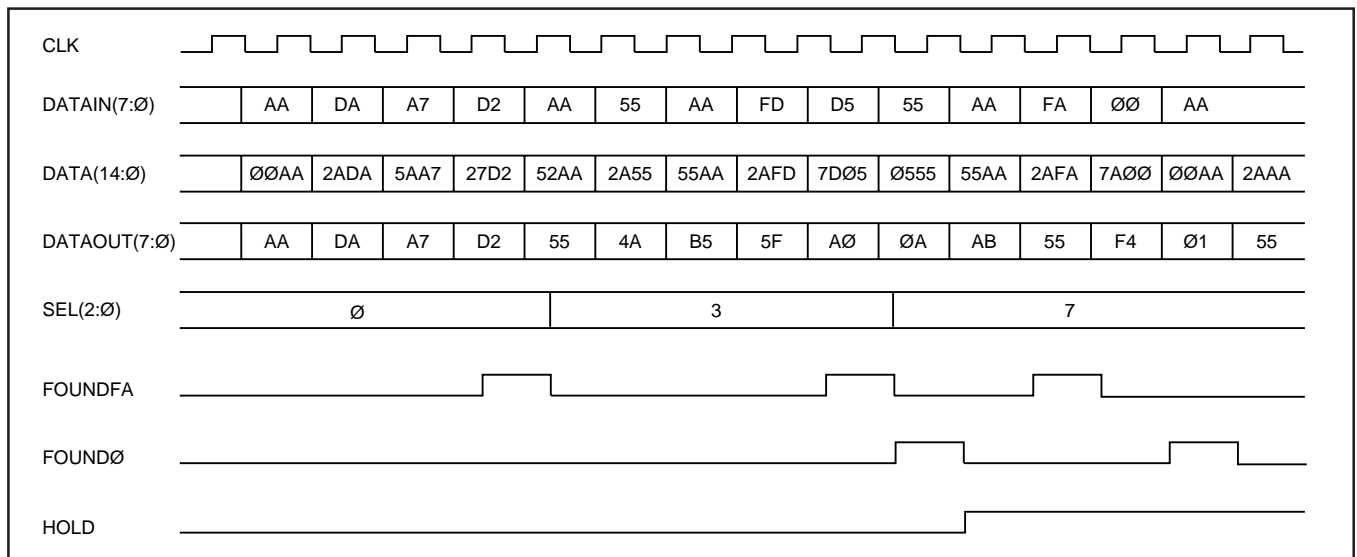 CLK
DATAIN(7:Ø) AA DA A7 D2 AA 55 AA FD D5 55 AA FA ØØ AA
DATA(14:Ø) ØØAA 2ADA 5AA7 27D2 52AA 2A55 55AA 2AFD 7DØ5 Ø555 55AA 2AFA 7AØØ ØØAA 2AAA
DATAOUT(7:Ø) AA DA A7 D2 55 4A B5 5F AØ ØA AB 55 F4 Ø1 55
SEL(2:Ø) Ø 3 7
FOUNDFA
FOUNDØ
HOLD